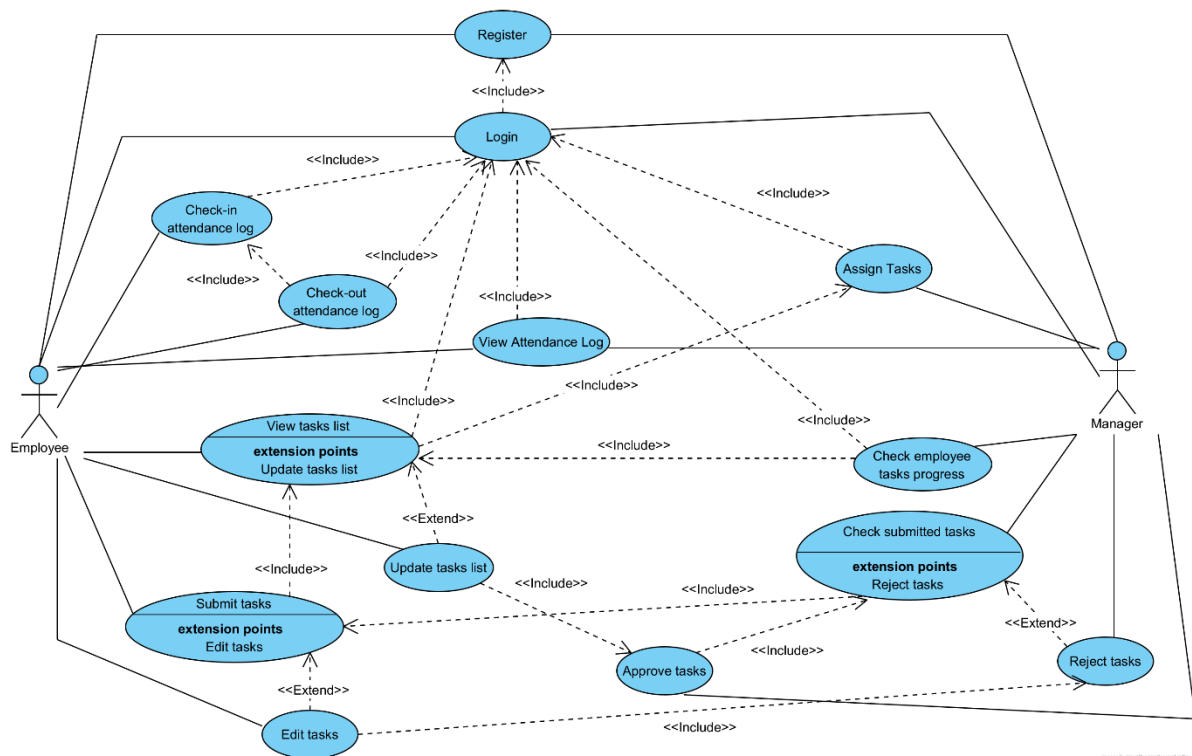 Register
<<Include>>
Login
<<Include>>
<<Include>>
Check-in
attendance log
<<Include>>
<<Include>>
Assign Tasks
Check-out
attendance log
<<Include>>
View Attendance Log
<<Include>>
<<Include>>
Employee
Manager
View tasks list
extension points
Update tasks list
<<Include>>
Check employee
tasks progress
<<Extend>>
Check submitted tasks
extension points
Reject tasks
Update tasks list
<<Include>>
<<Include>>
<<Include>>
Submit tasks
extension points
Edit tasks
<<Extend>>
<<Include>>
Approve tasks
Reject tasks
<<Extend>>
Edit tasks
<<Include>>